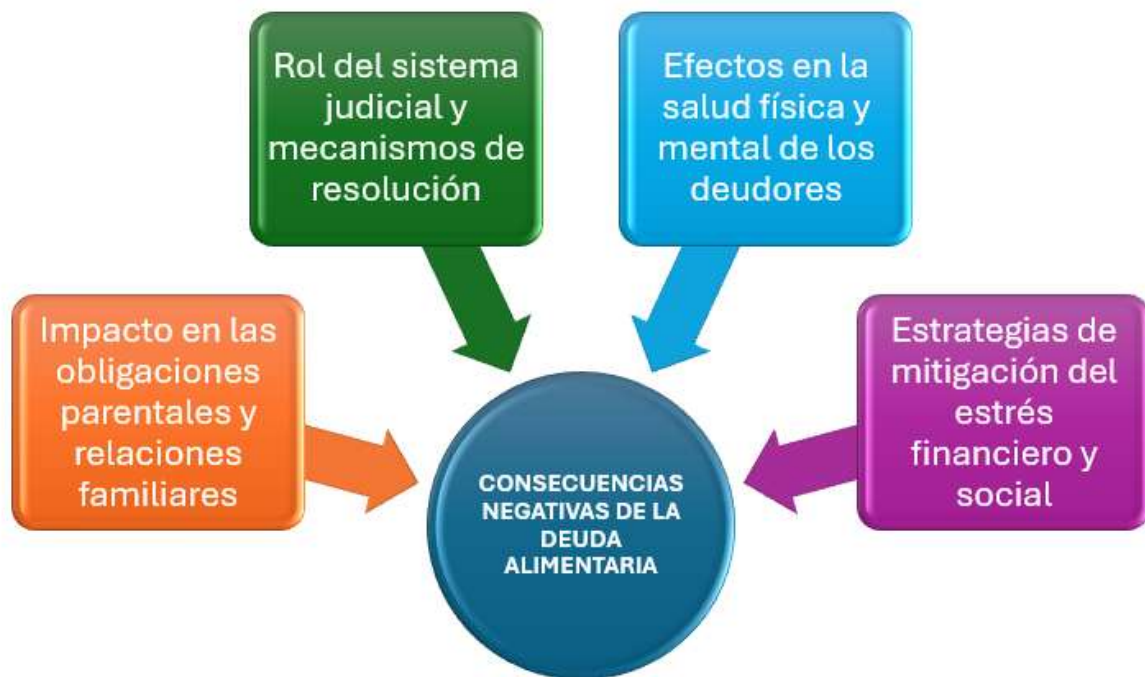 Rol del sistema
judicial y
mecanismos de
resolución
Efectos en la
salud física y
mental de los
deudores
Impacto en las
obligaciones
parentales y
relaciones
familiares
Estrategias de
mitigación del
estrés
financiero y
social
CONSECUENCIAS
NEGATIVAS DE LA
DEUDA
ALIMENTARIA